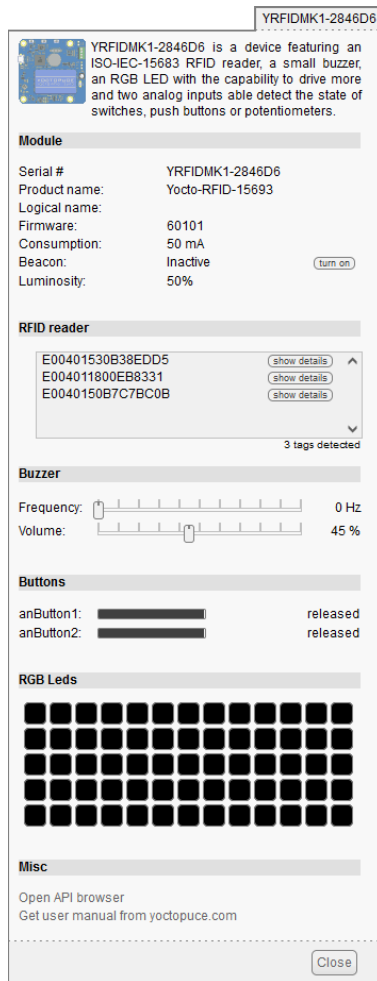 YRFIDMK1-2846D6
YRFIDMK1-2846D6 is a device featuring an
ISO-IEC-15683 RFID reader, a small buzzer,
an RGB LED with the capability to drive more
and two analog inputs able detect the state of
switches, push buttons or potentiometers.
Module
Serial # YRFIDMK1-2846D6
Product name: Yocto-RFID-15693
Logical name:
Firmware: 60101
Consumption: 50 mA
Beacon: Inactive turn on
Luminosity: 50%
RFID reader
E00401530B38EDD5 show details
E004011800EB8331 show details
E0040150B7C7BC0B show details
3 tags detected
Buzzer
Frequency: 0 Hz
Volume: 45 %
Buttons
anButton1: released
anButton2: released
RGB Leds
Misc
Open API browser
Get user manual from yoctopuce.com
Close